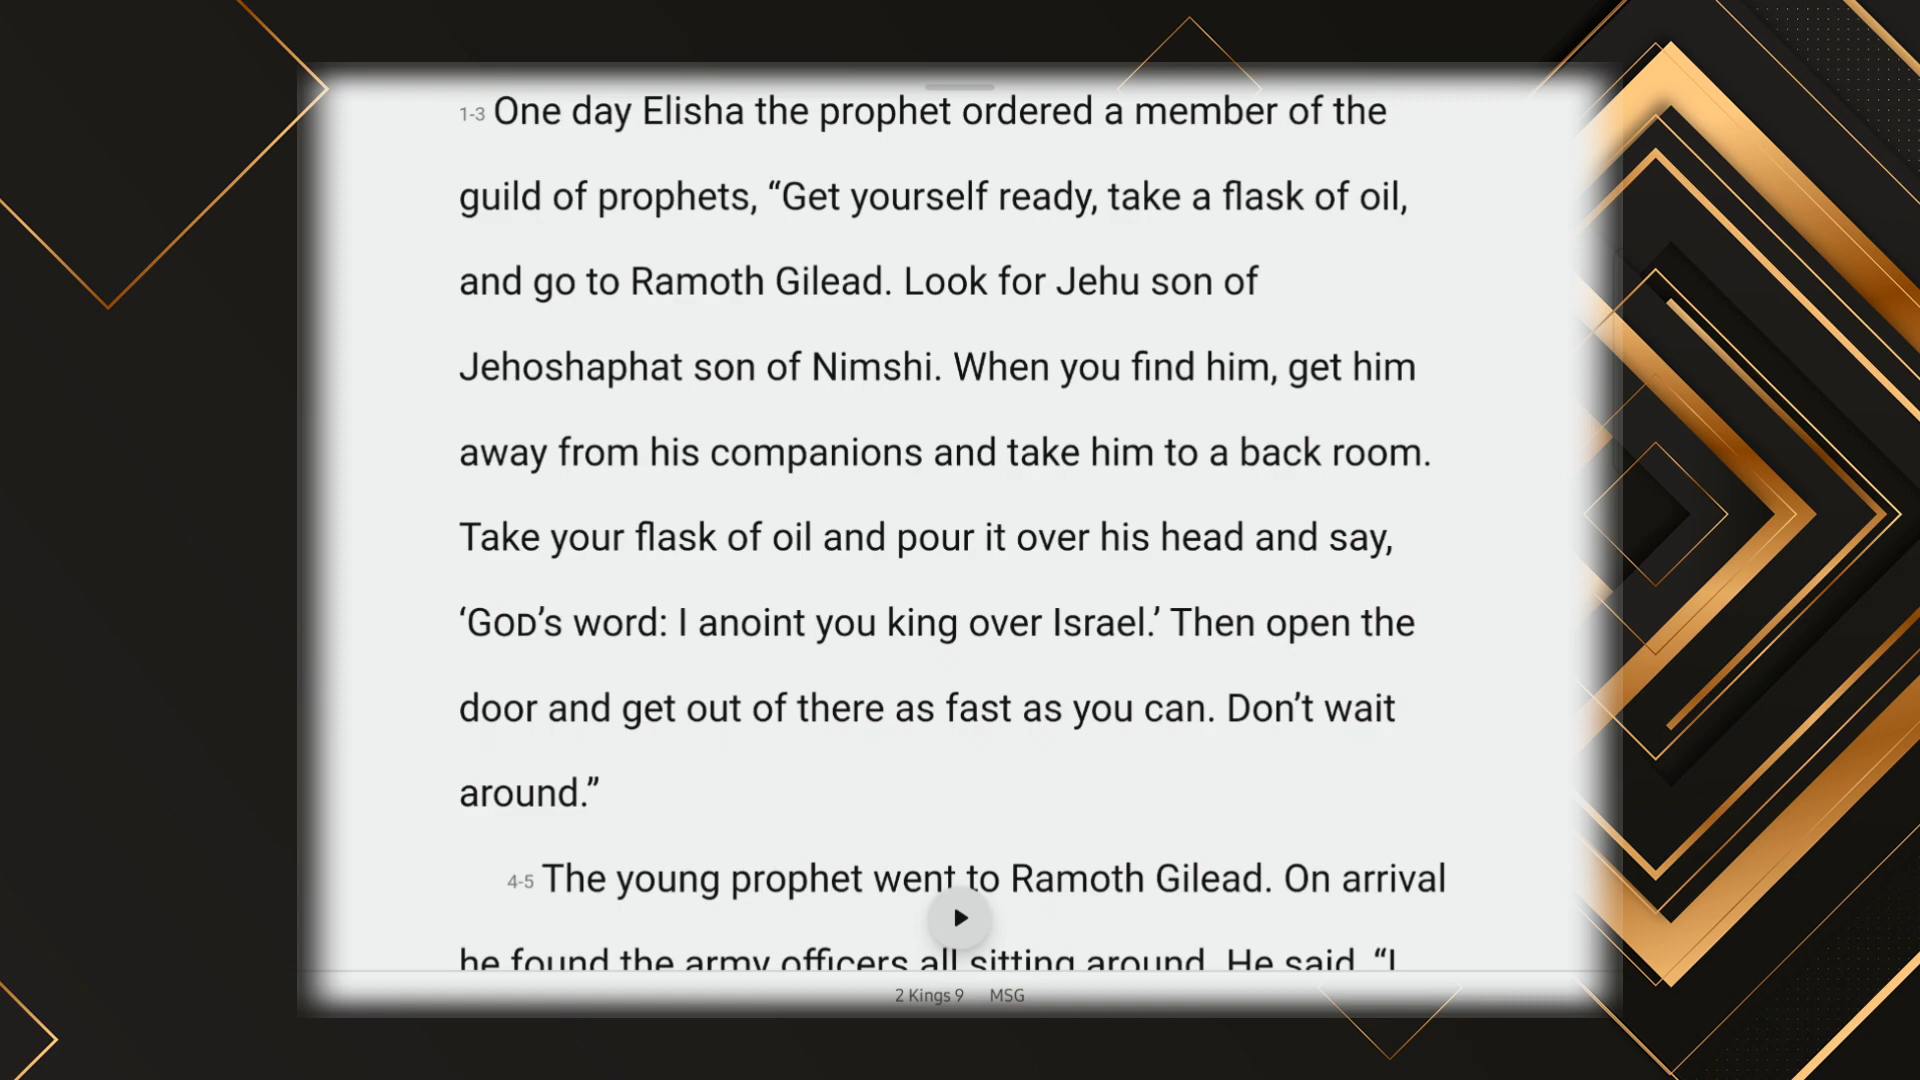 1-3 One day Elisha the prophet ordered a member of the
guild of prophets, “Get yourself ready, take a flask of oil,
and go to Ramoth Gilead. Look for Jehu son of
Jehoshaphat son of Nimshi. When you find him, get him
away from his companions and take him to a back room.
Take your flask of oil and pour it over his head and say,
‘GOD’s word: I anoint you king over Israel.’ Then open the
door and get out of there as fast as you can. Don’t wait
around.”
4-5 The young prophet went to Ramoth Gilead. On arrival
he found the army officers all sitting around. He said, “I
2 Kings 9 MSG